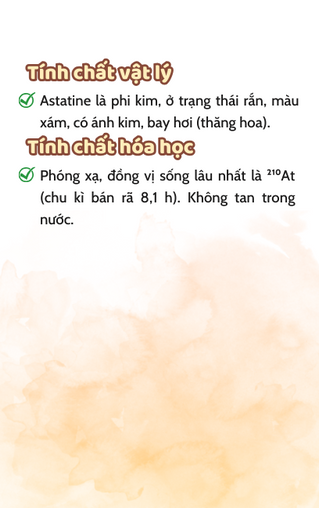 Tính chất vật lý
Astatine là phi kim, ở trạng thái rắn, màu
xám, có ánh kim, bay hơi (thăng hoa).
Tính chất hóa học
Phóng xạ, đồng vị sống lâu nhất là ²¹⁰At
(chu kì bán rã 8,1 h). Không tan trong
nước.